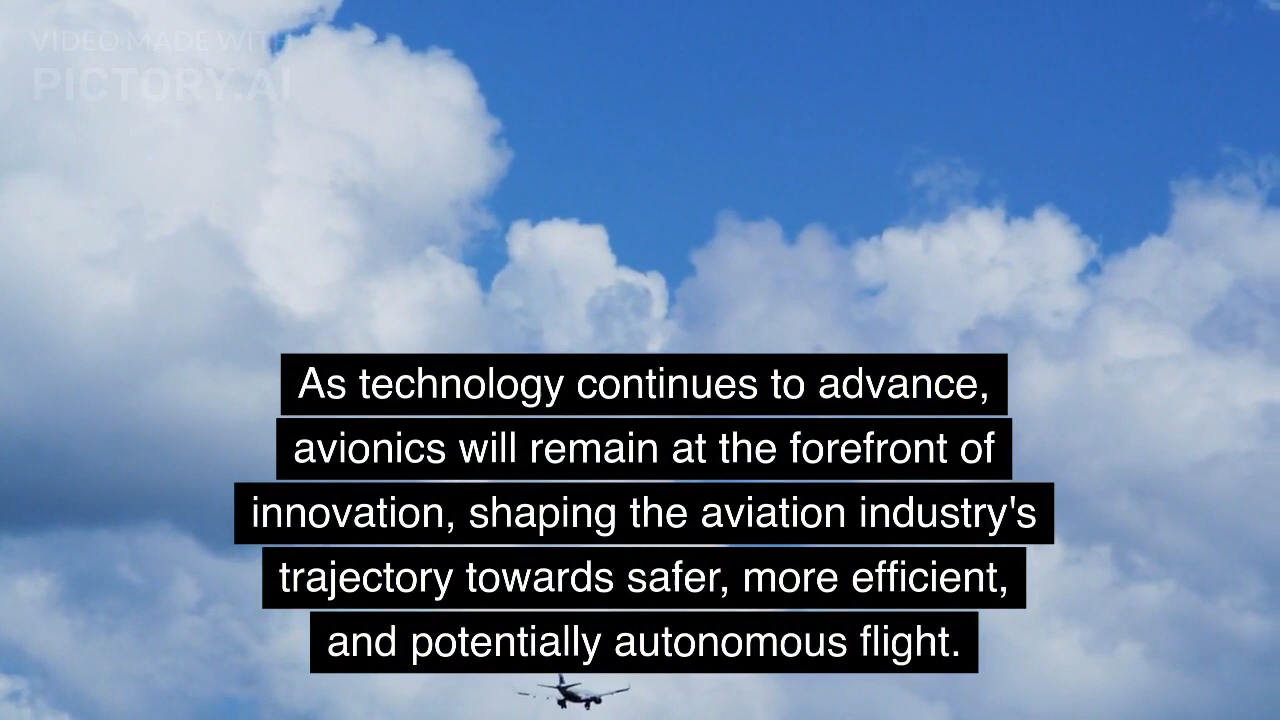 VIDEO MADE WITH
PICTORY.AI
As technology continues to advance,
avionics will remain at the forefront of
innovation, shaping the aviation industry's
trajectory towards safer, more efficient,
and potentially autonomous flight.